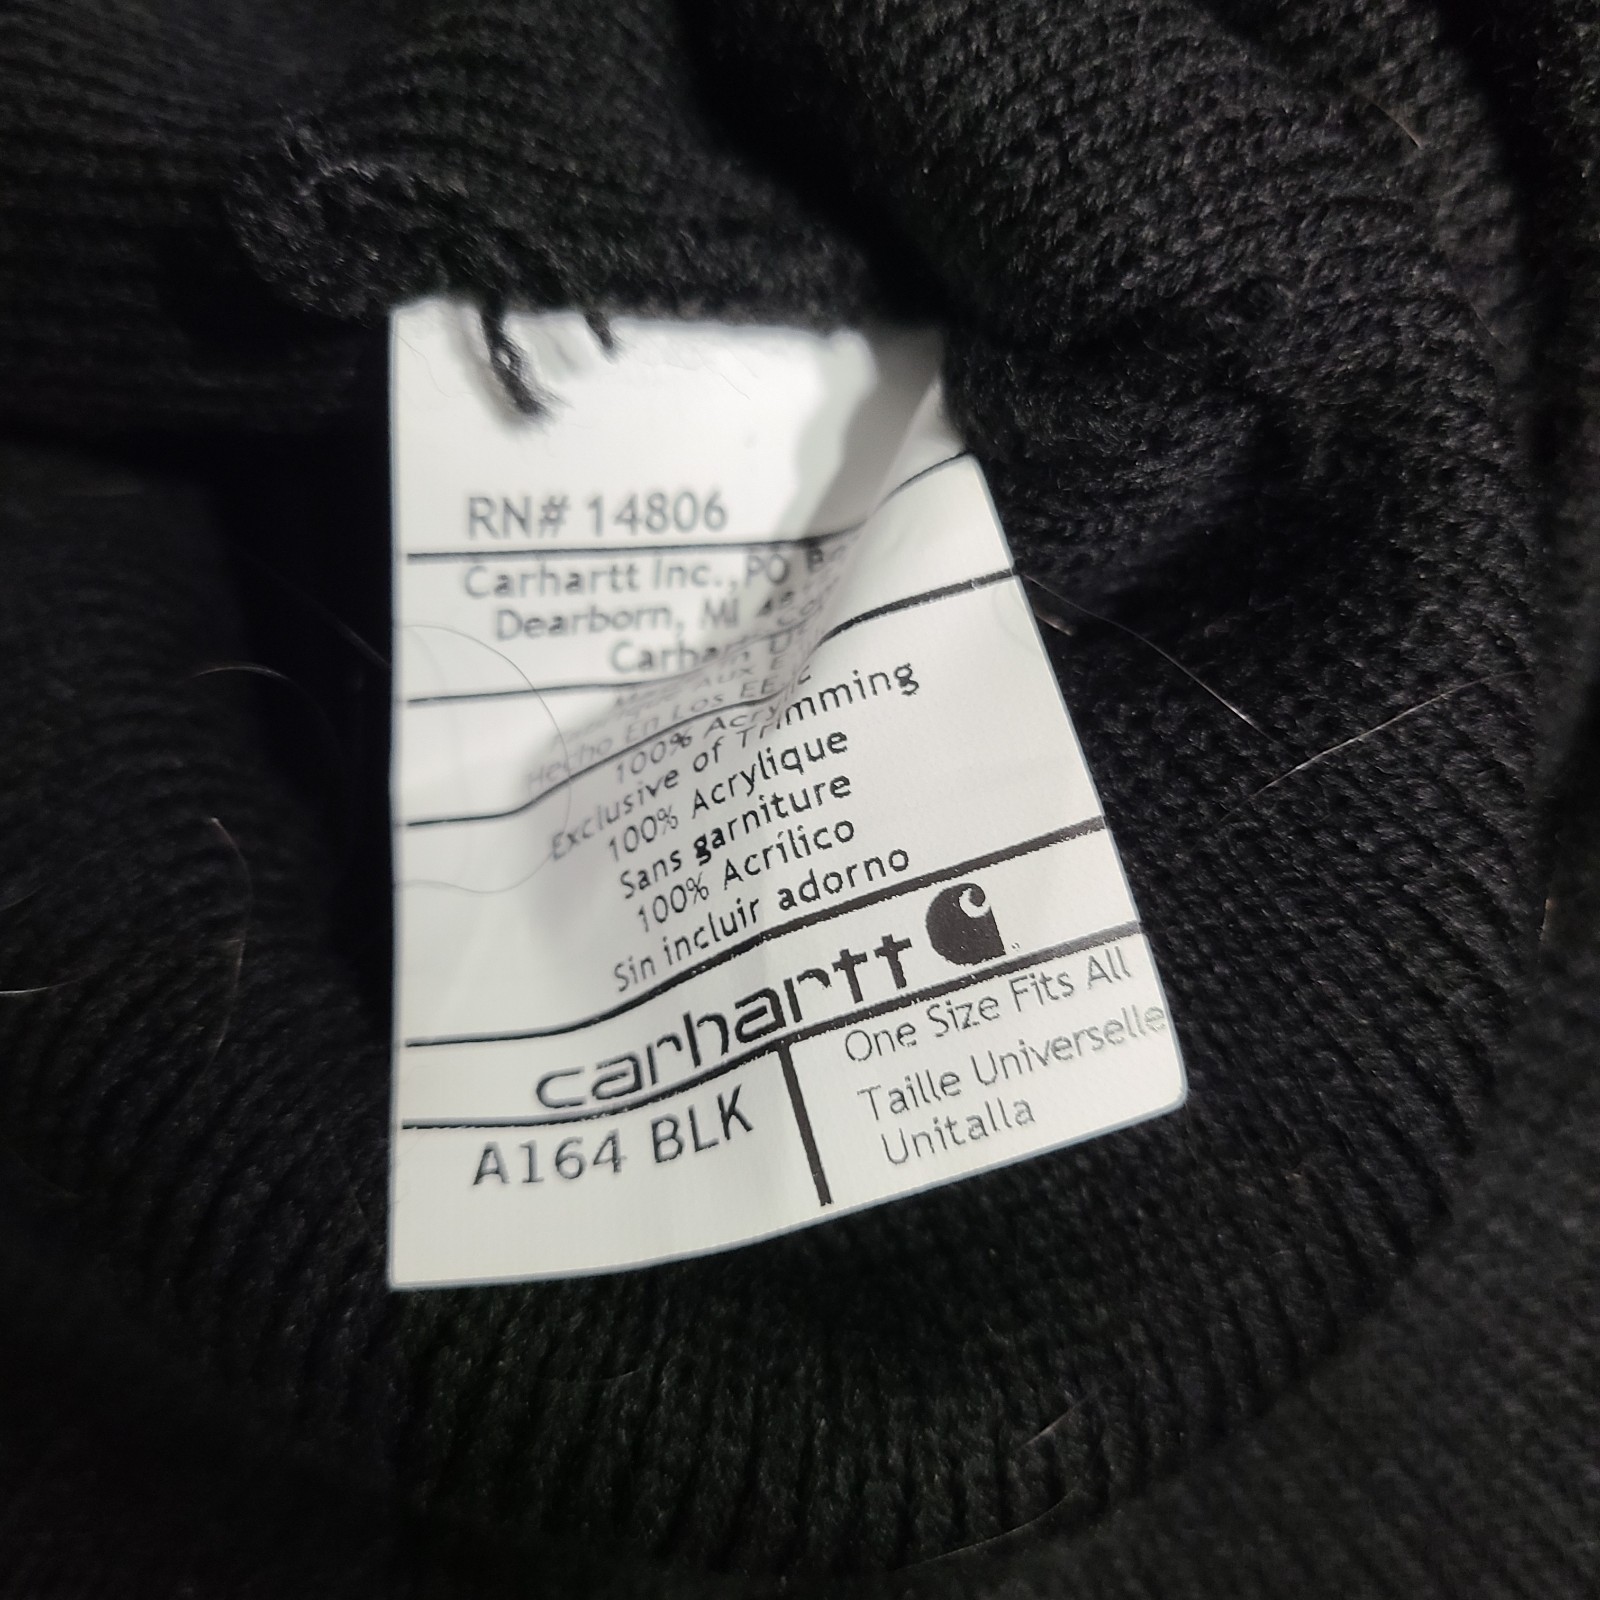 RN# 14806
Carhartt Inc., PO
Dearborn, MI
Hecho En Los EE
100%
Exclusive of Trimming
100% Acrylique
Sans garniture
100% Acrílico
Sin incluir adorno
carhartt
A164 BLK
One Size Fits All
Taille Universelle
Unitalla